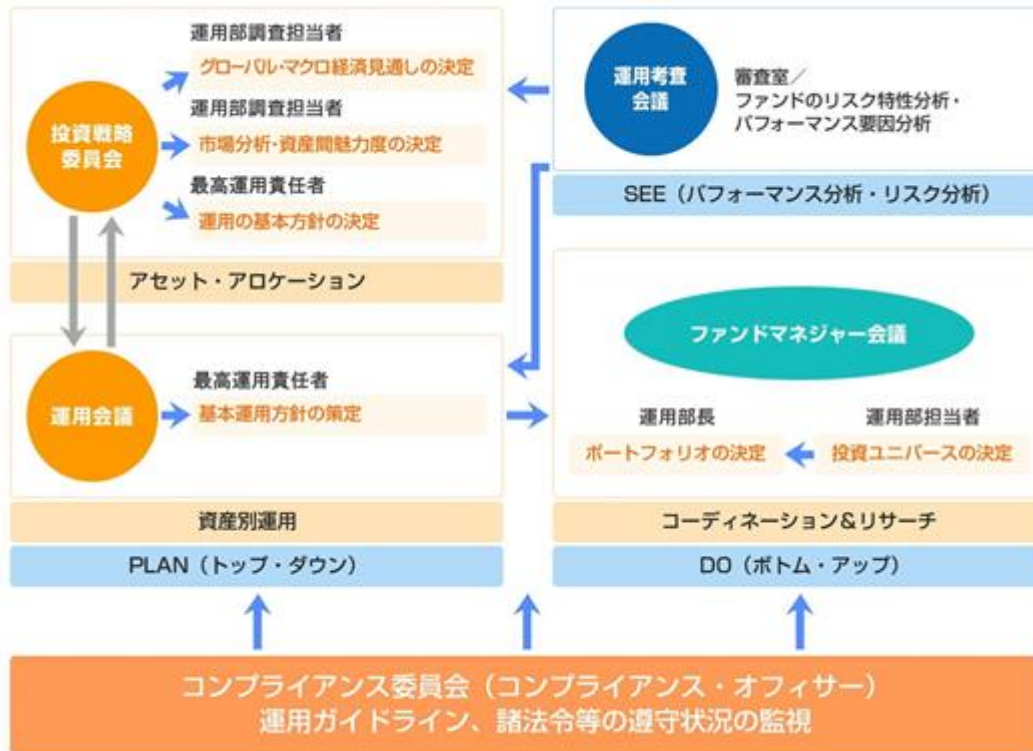 運用部調査担当者
グローバル・マクロ経済見通しの決定
投資戦略
委員会
運用部調査担当者
市場分析・資産間魅力度の決定
最高運用責任者
運用の基本方針の決定
アセット・アロケーション
運用会議
最高運用責任者
基本運用方針の策定
資産別運用
PLAN（トップ・ダウン）
運用考査
会議
審査室／
ファンドのリスク特性分析・
パフォーマンス要因分析
SEE（パフォーマンス分析・リスク分析）
ファンドマネジャー会議
運用部長
ポートフォリオの決定
運用部担当者
投資ユニバースの決定
コーディネーション＆リサーチ
DO（ボトム・アップ）
コンプライアンス委員会（コンプライアンス・オフィサー）
運用ガイドライン、諸法令等の遵守状況の監視